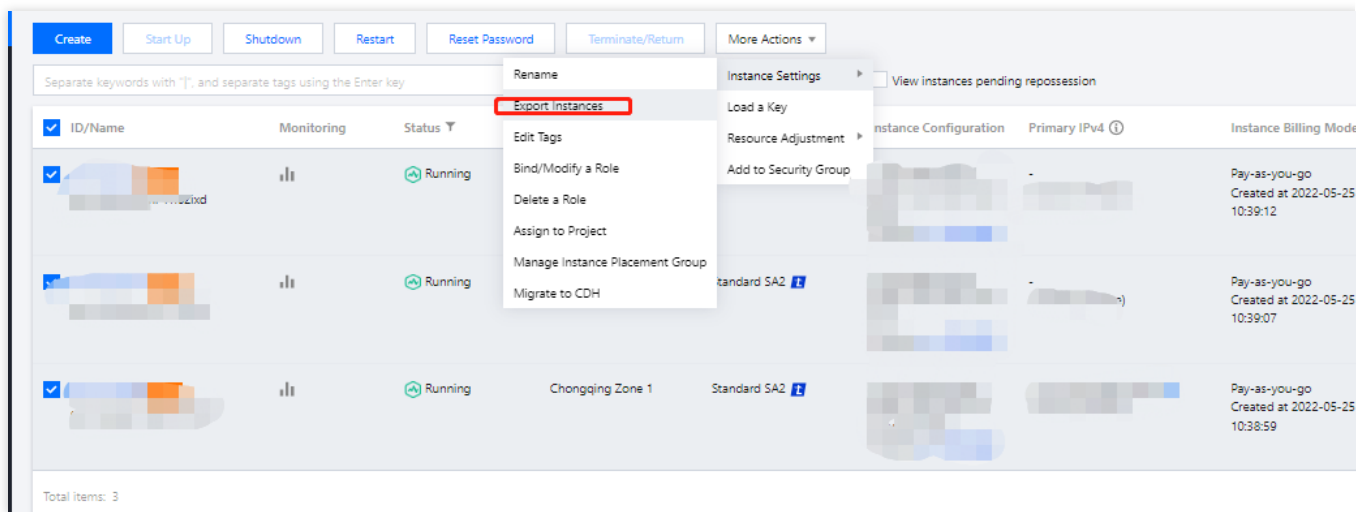 Create Start Up Shutdown Restart Reset Password Terminate/Return More Actions
Separate keywords with "|", and separate tags using the Enter key
View instances pending repossession
Rename
Export Instances
Edit Tags
Bind/Modify a Role
Delete a Role
Assign to Project
Manage Instance Placement Group
Migrate to CDH
Instance Settings
Load a Key
Resource Adjustment
Add to Security Group
ID/Name Monitoring Status nstance Configuration Primary IPv4 Instance Billing Mode
Running
-
Pay-as-you-go
Created at 2022-05-25
10:39:12
Running
tandard SA2
-
Pay-as-you-go
Created at 2022-05-25
10:39:07
Running
Chongqing Zone 1
Standard SA2
Pay-as-you-go
Created at 2022-05-25
10:38:59
Total items: 3